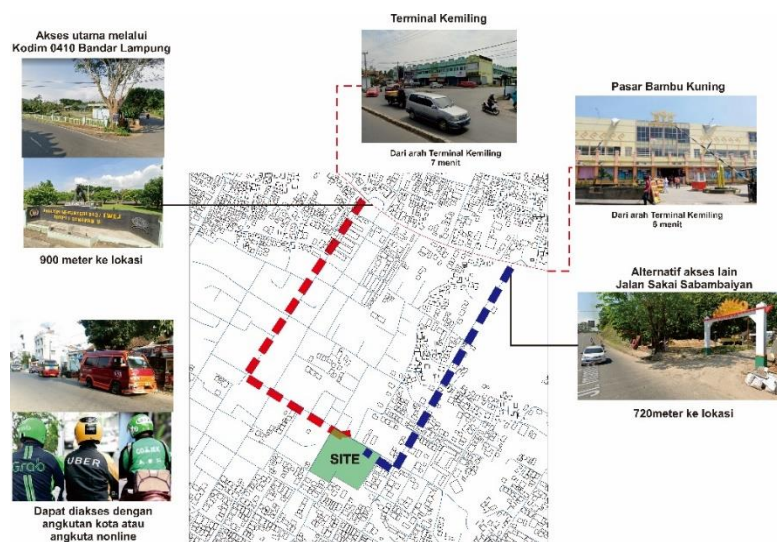 Akses utama melalui
Kodim 0410 Bandar Lampung
900 meter ke lokasi
Terminal Kemiling
Dari arah Terminal Kemiling
7 menit
Pasar Bambu Kuning
Dari arah Terminal Kemiling
6 menit
Alternatif akses lain
Jalan Sakai Sabambaiyan
720meter ke lokasi
SITE
Grab
UBER
GOJEK
Dapat diakses dengan
angkutan kota atau
angkuta nonline